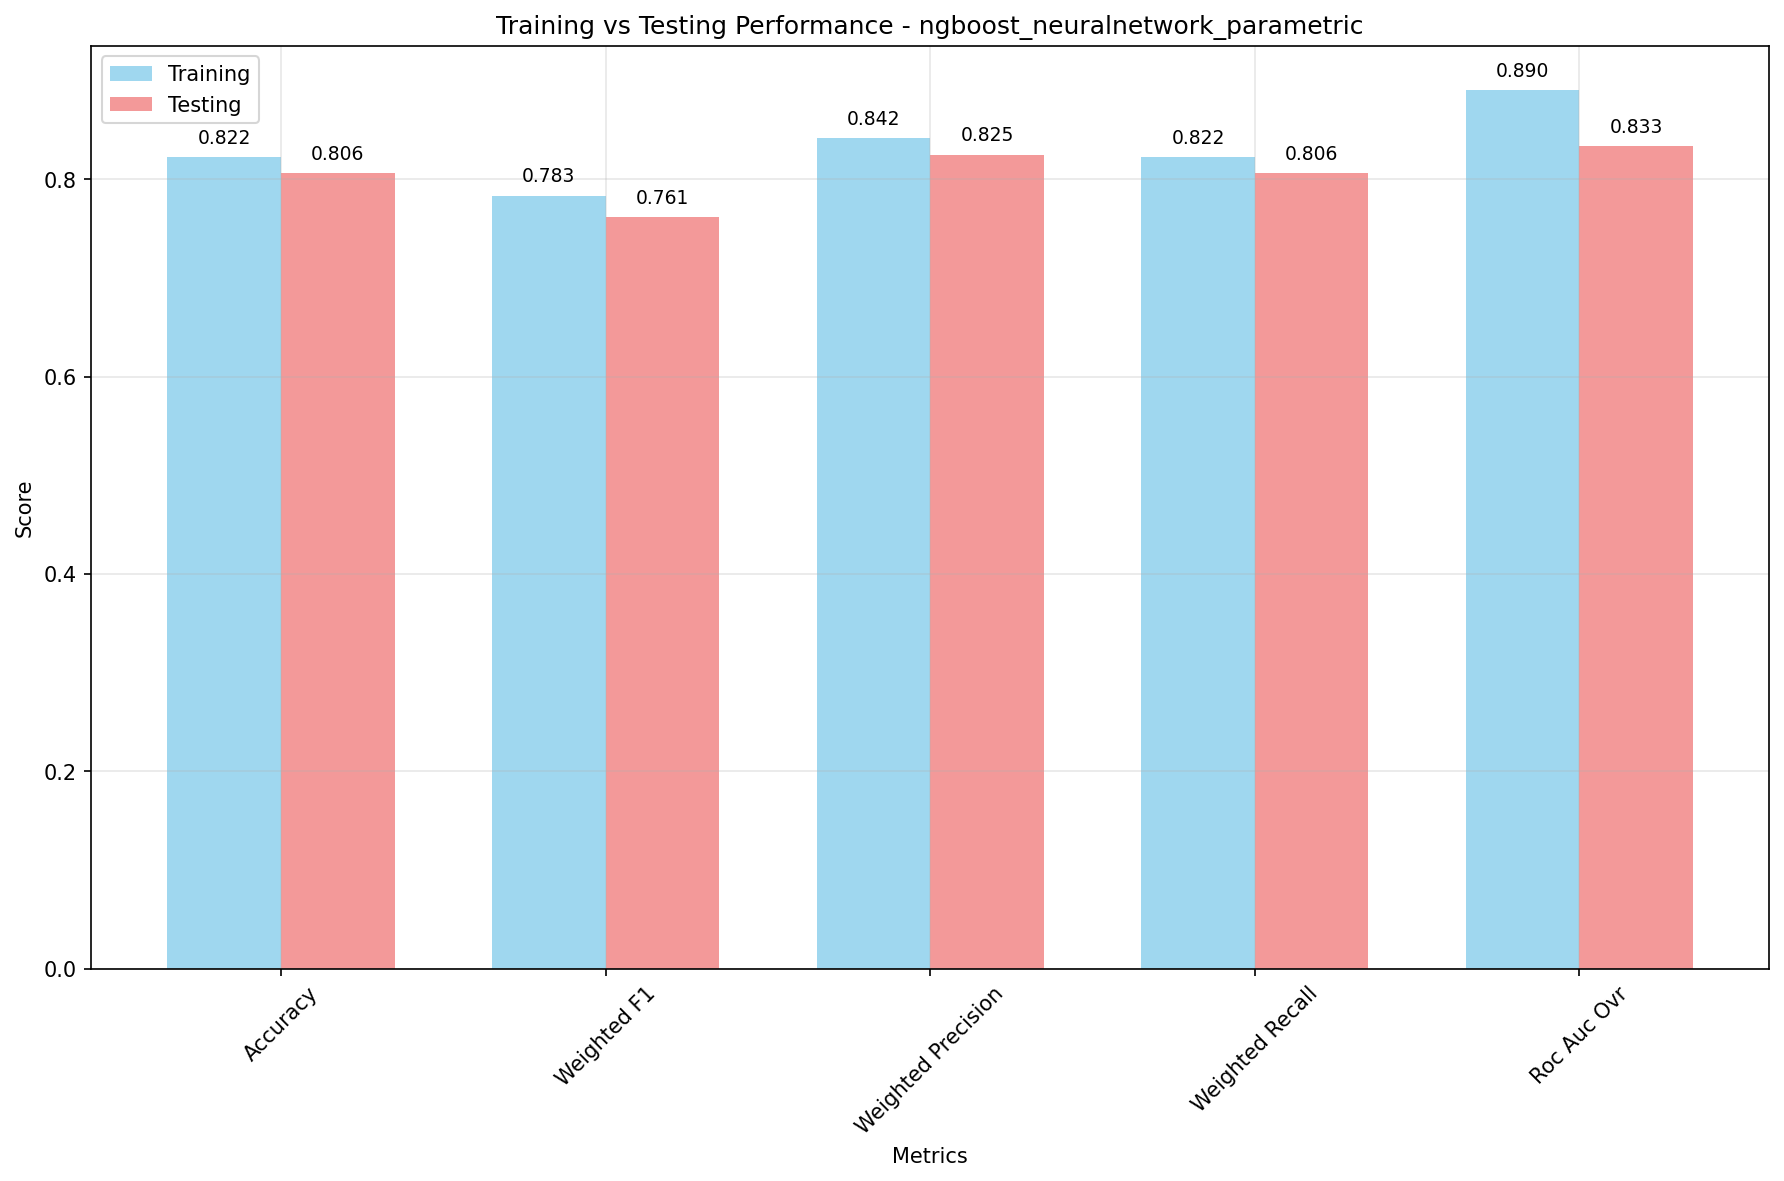 Training vs Testing Performance - ngboost_neuralnetwork_parametric
Training
Testing
0.822
0.806
0.783
0.761
0.842
0.825
0.822
0.806
0.890
0.833
Score
0.8
0.6
0.4
0.2
0.0
Accuracy
Weighted F1
Weighted Precision
Weighted Recall
Roc Auc Ovr
Metrics